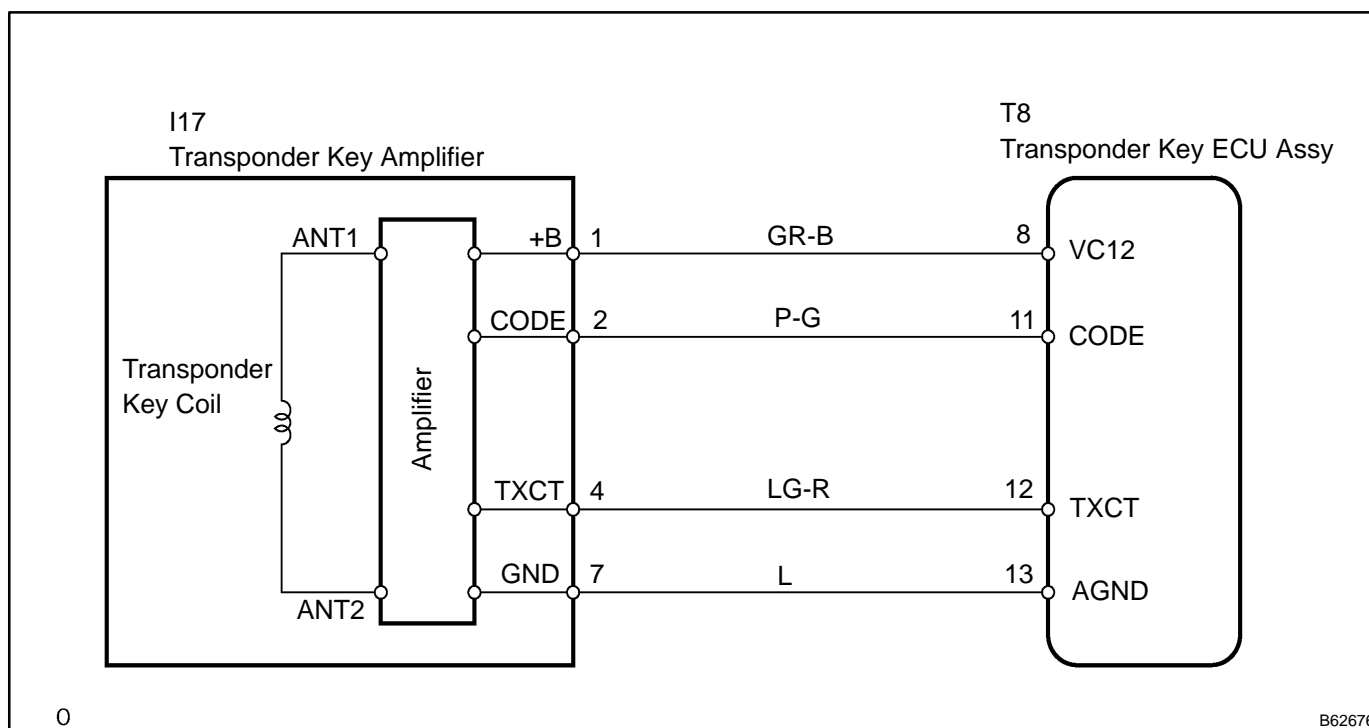 I17
Transponder Key Amplifier
T8
Transponder Key ECU Assy
ANT1
+B
1
GR-B
8
VC12
CODE
2
P-G
11
CODE
Transponder
Key Coil
Amplifier
TXCT
4
LG-R
12
TXCT
GND
7
L
13
AGND
ANT2
0